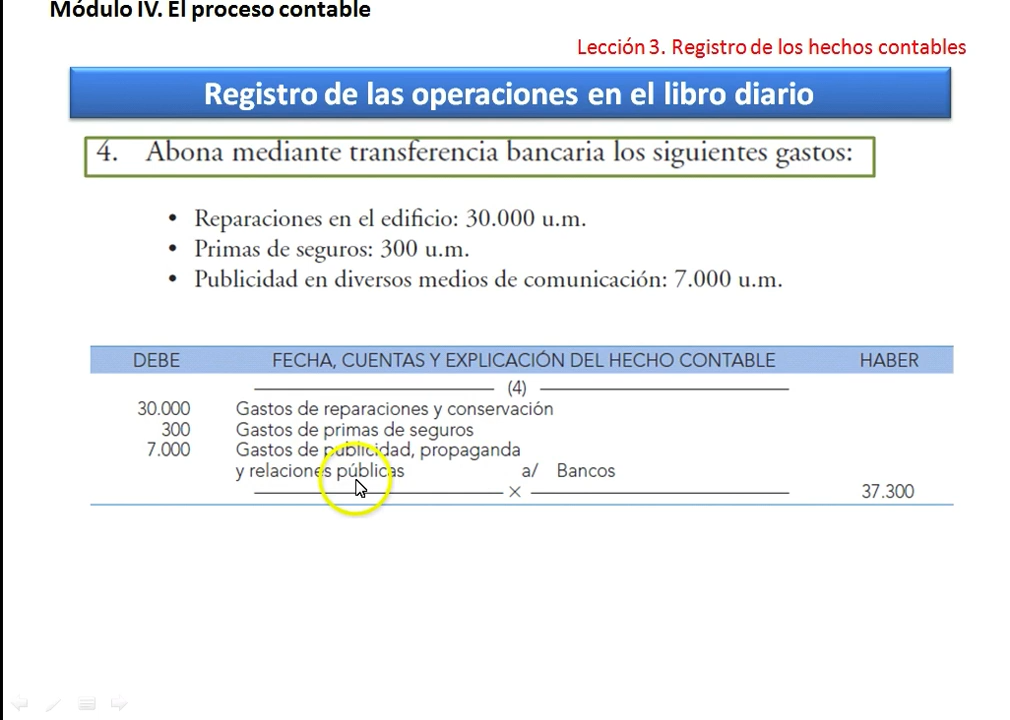 Módulo IV. El proceso contable
Lección 3. Registro de los hechos contables
Registro de las operaciones en el libro diario
4. Abona mediante transferencia bancaria los siguientes gastos:
• Reparaciones en el edificio: 30.000 u.m.
• Primas de seguros: 300 u.m.
• Publicidad en diversos medios de comunicación: 7.000 u.m.
DEBE FECHA, CUENTAS Y EXPLICACIÓN DEL HECHO CONTABLE HABER
(4)
30.000 Gastos de reparaciones y conservación
300 Gastos de primas de seguros
7.000 Gastos de publicidad, propaganda
y relaciones públicas a/ Bancos
× 37.300